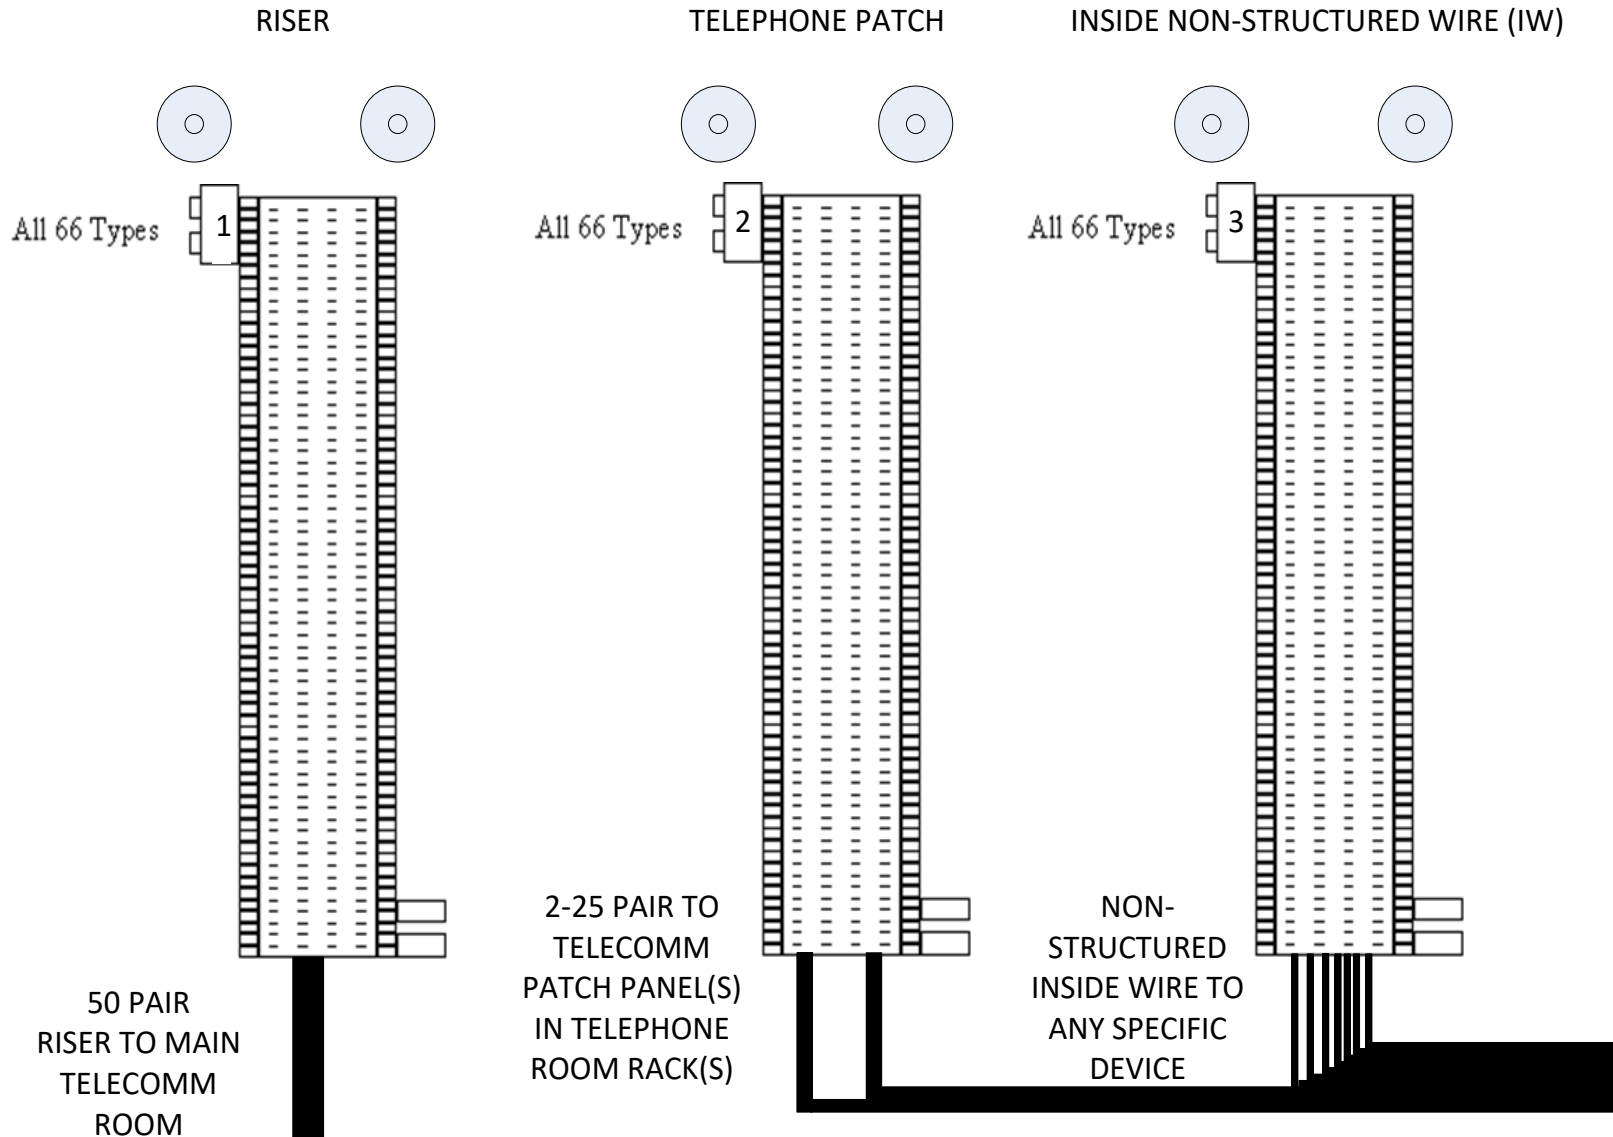 RISER
TELEPHONE PATCH
INSIDE NON-STRUCTURED WIRE (IW)
All 66 Types
1
All 66 Types
2
All 66 Types
3
50 PAIR
RISER TO MAIN
TELECOMM
ROOM
2-25 PAIR TO
TELECOMM
PATCH PANEL(S)
IN TELEPHONE
ROOM RACK(S)
NON-
STRUCTURED
INSIDE WIRE TO
ANY SPECIFIC
DEVICE